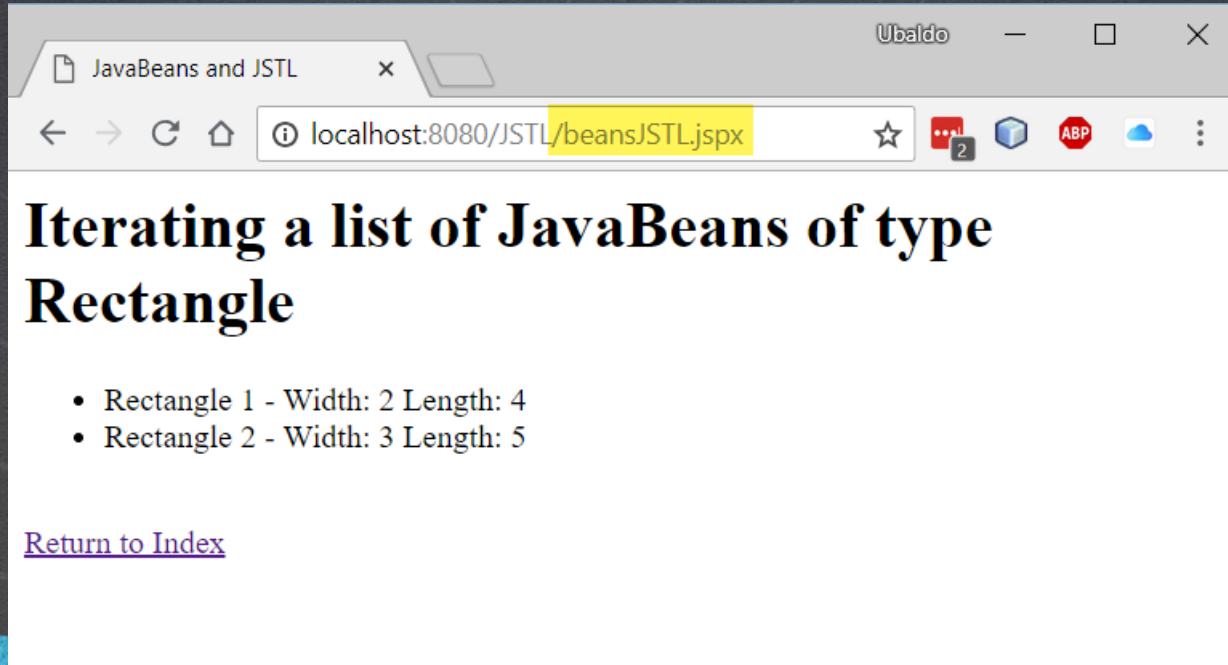 Ubaldo
JavaBeans and JSTL
localhost:8080/JSTL/beansJSTL.jspx
2
ABP
Iterating a list of JavaBeans of type
Rectangle
• Rectangle 1 - Width: 2 Length: 4
• Rectangle 2 - Width: 3 Length: 5
Return to Index